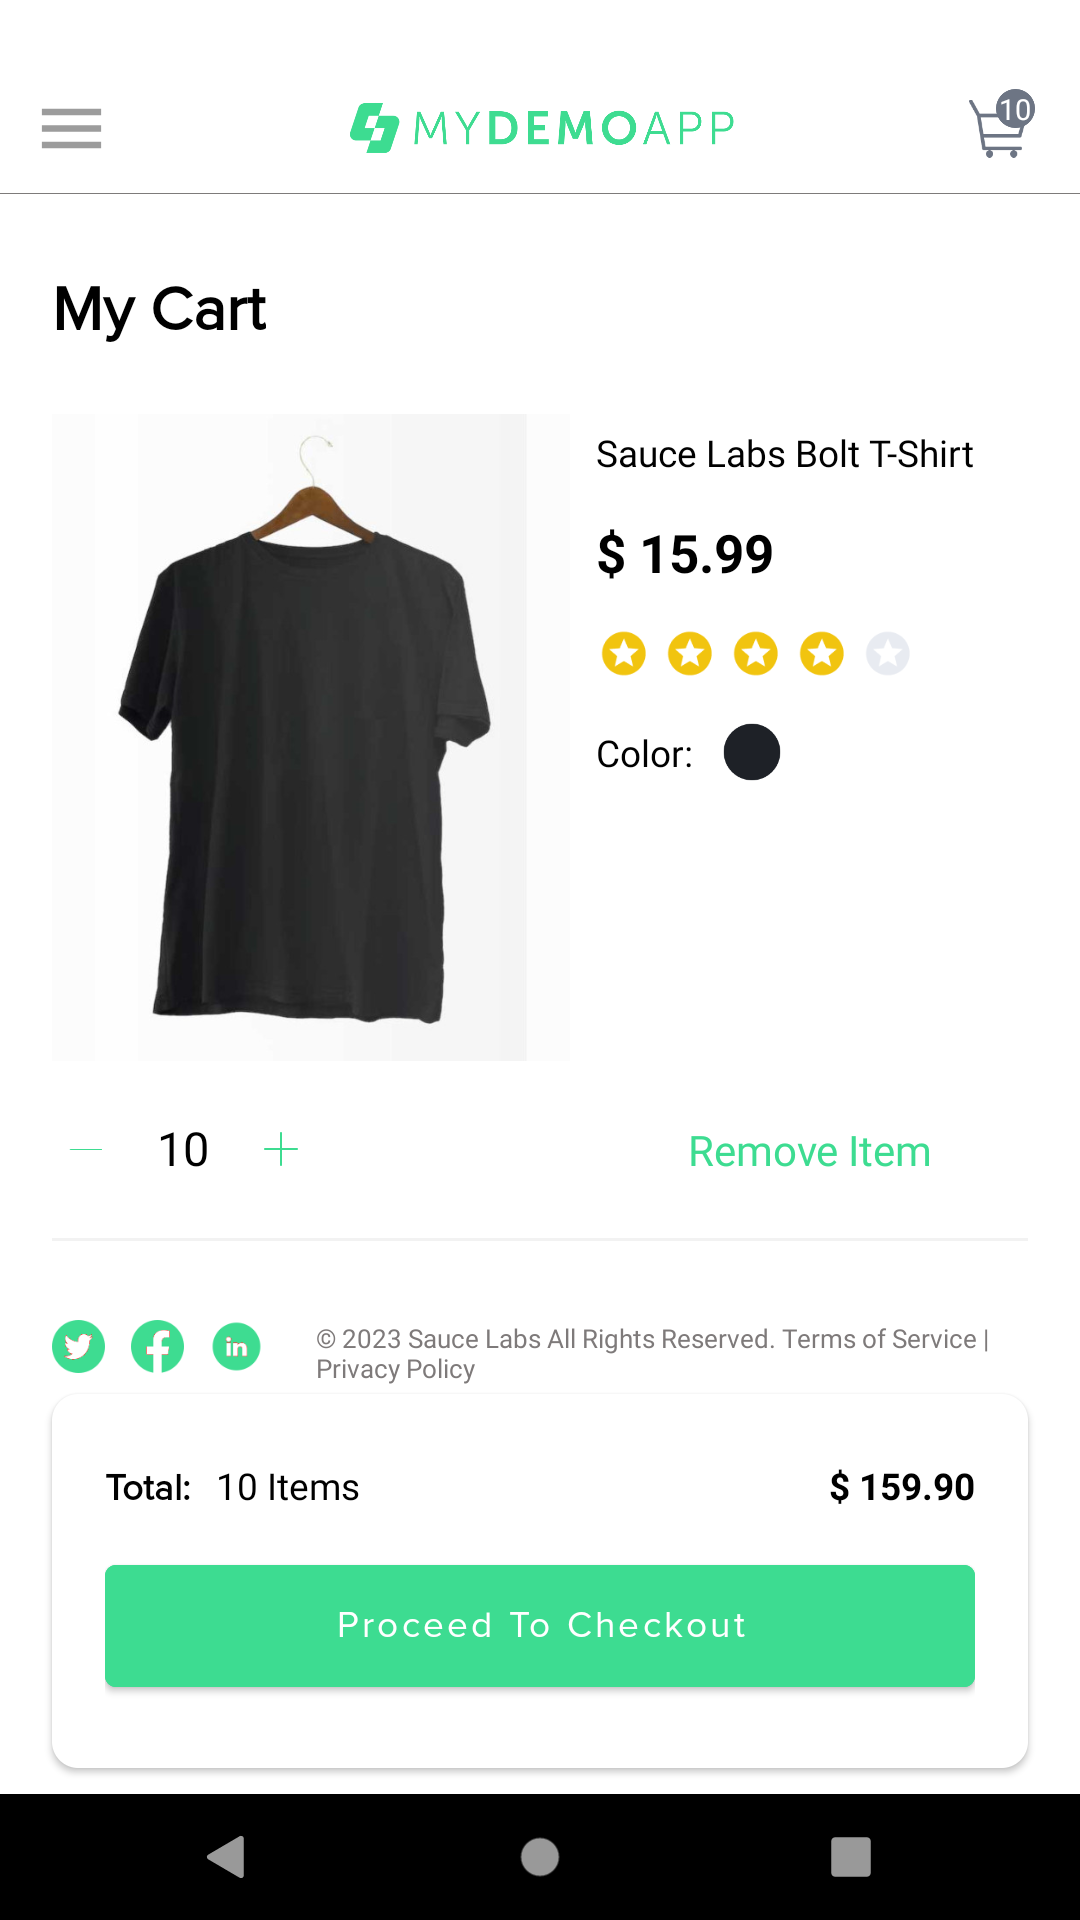 MYDEMOAPP
10
My Cart
Sauce Labs Bolt T-Shirt
$ 15.99
Color:
10
Remove Item
in
© 2023 Sauce Labs All Rights Reserved. Terms of Service |
Privacy Policy
Total: 10 Items $ 159.90
Proceed To Checkout